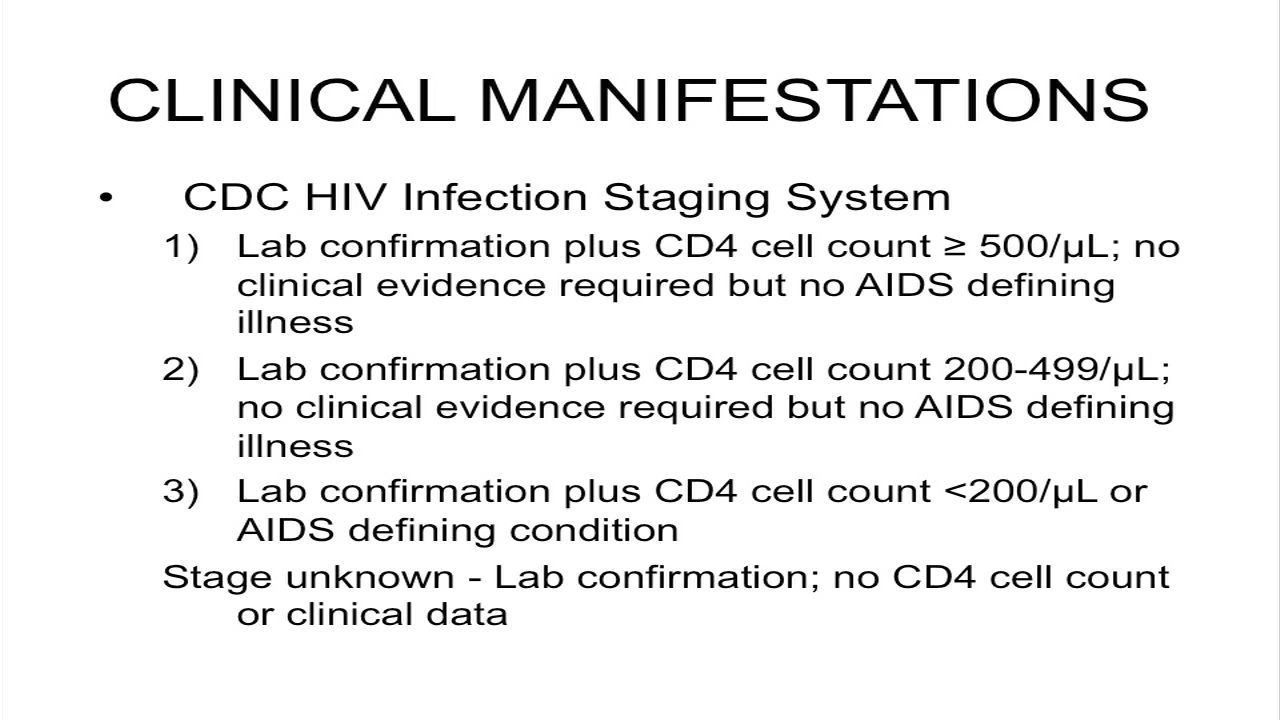 CLINICAL MANIFESTATIONS
• CDC HIV Infection Staging System
1) Lab confirmation plus CD4 cell count ≥ 500/µL; no
clinical evidence required but no AIDS defining
illness
2) Lab confirmation plus CD4 cell count 200-499/µL;
no clinical evidence required but no AIDS defining
illness
3) Lab confirmation plus CD4 cell count <200/µL or
AIDS defining condition
Stage unknown - Lab confirmation; no CD4 cell count
or clinical data